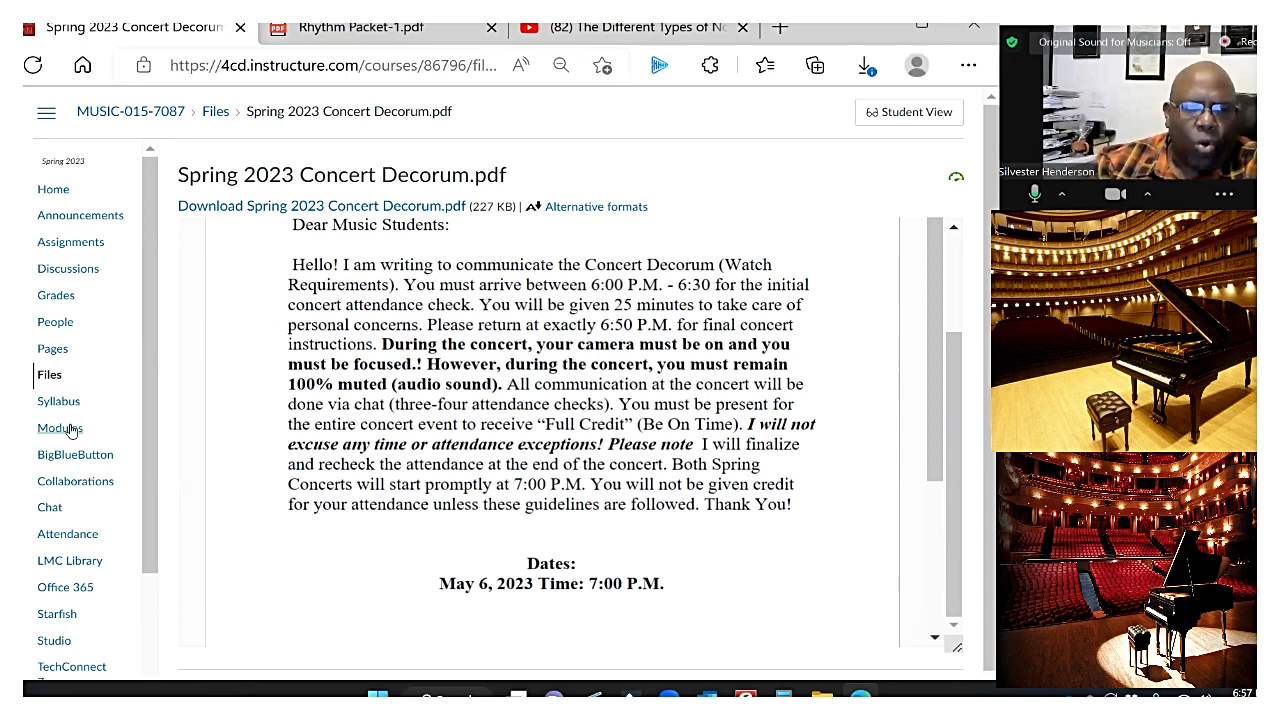 Spring 2023 Concert Decorun
Rhythm Packet-1.pdf
(82) The Different Types of No
https://4cd.instructure.com/courses/86796/fil...
MUSIC-015-7087 › Files › Spring 2023 Concert Decorum.pdf
Student View
Original Sound for Musicians: Off
Rec
Silvester Henderson
Spring 2023
Home
Announcements
Assignments
Discussions
Grades
People
Pages
Files
Syllabus
Modules
BigBlueButton
Collaborations
Chat
Attendance
LMC Library
Office 365
Starfish
Studio
TechConnect
Spring 2023 Concert Decorum.pdf
Download Spring 2023 Concert Decorum.pdf (227 KB) | Alternative formats
Dear Music Students:
Hello! I am writing to communicate the Concert Decorum (Watch
Requirements). You must arrive between 6:00 P.M. - 6:30 for the initial
concert attendance check. You will be given 25 minutes to take care of
personal concerns. Please return at exactly 6:50 P.M. for final concert
instructions. During the concert, your camera must be on and you
must be focused.! However, during the concert, you must remain
100% muted (audio sound). All communication at the concert will be
done via chat (three-four attendance checks). You must be present for
the entire concert event to receive “Full Credit” (Be On Time). I will not
excuse any time or attendance exceptions! Please note I will finalize
and recheck the attendance at the end of the concert. Both Spring
Concerts will start promptly at 7:00 P.M. You will not be given credit
for your attendance unless these guidelines are followed. Thank You!
Dates:
May 6, 2023 Time: 7:00 P.M.
6:57